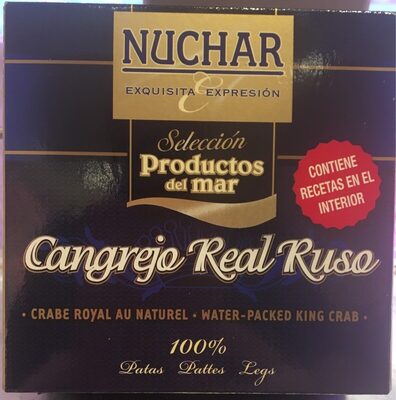 NUCHAR
EXQUISITA & EXPRESIÓN
Selección
Productos
del mar
CONTIENE
RECETAS EN EL
INTERIOR
Cangrejo Real Ruso
• CRABE ROYAL AU NATUREL • WATER-PACKED KING CRAB •
100%
Patas Pattes Legs